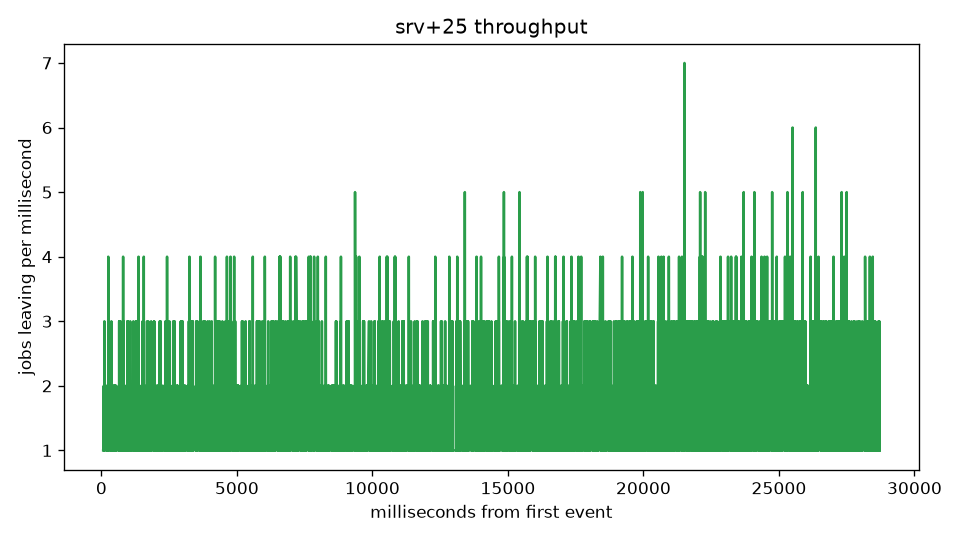 srv+25 throughput
jobs leaving per millisecond
7
6
5
4
3
2
1
0 5000 10000 15000 20000 25000 30000
milliseconds from first event